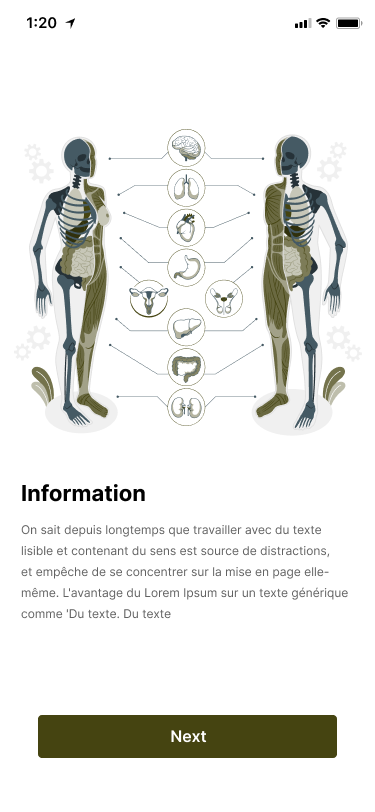 1:20
Information
On sait depuis longtemps que travailler avec du texte
lisible et contenant du sens est source de distractions,
et empêche de se concentrer sur la mise en page elle-
même. L'avantage du Lorem Ipsum sur un texte générique
comme 'Du texte. Du texte
Next